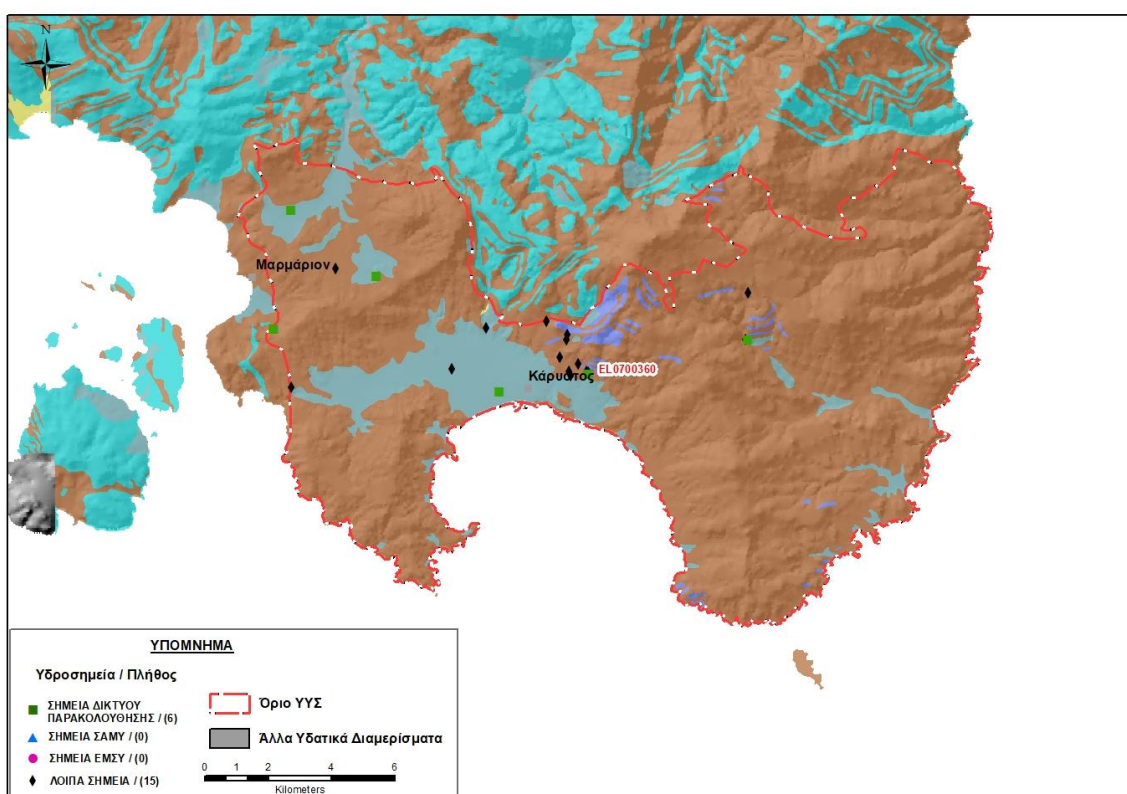 N
Μαρμάριον
EL0700360
Κάρυστος
ΥΠΟΜΝΗΜΑ
Υδροσημεία / Πλήθος
ΣΗΜΕΙΑ ΔΙΚΤΥΟΥ
ΠΑΡΑΚΟΛΟΥΘΗΣΗΣ / (6)
ΣΗΜΕΙΑ ΣΑΜΥ / (0)
ΣΗΜΕΙΑ ΕΜΣΥ / (0)
ΛΟΙΠΑ ΣΗΜΕΙΑ / (15)
Όριο ΥΥΣ
Άλλα Υδατικά Διαμερίσματα
0 1 2 4 6
Kilometers